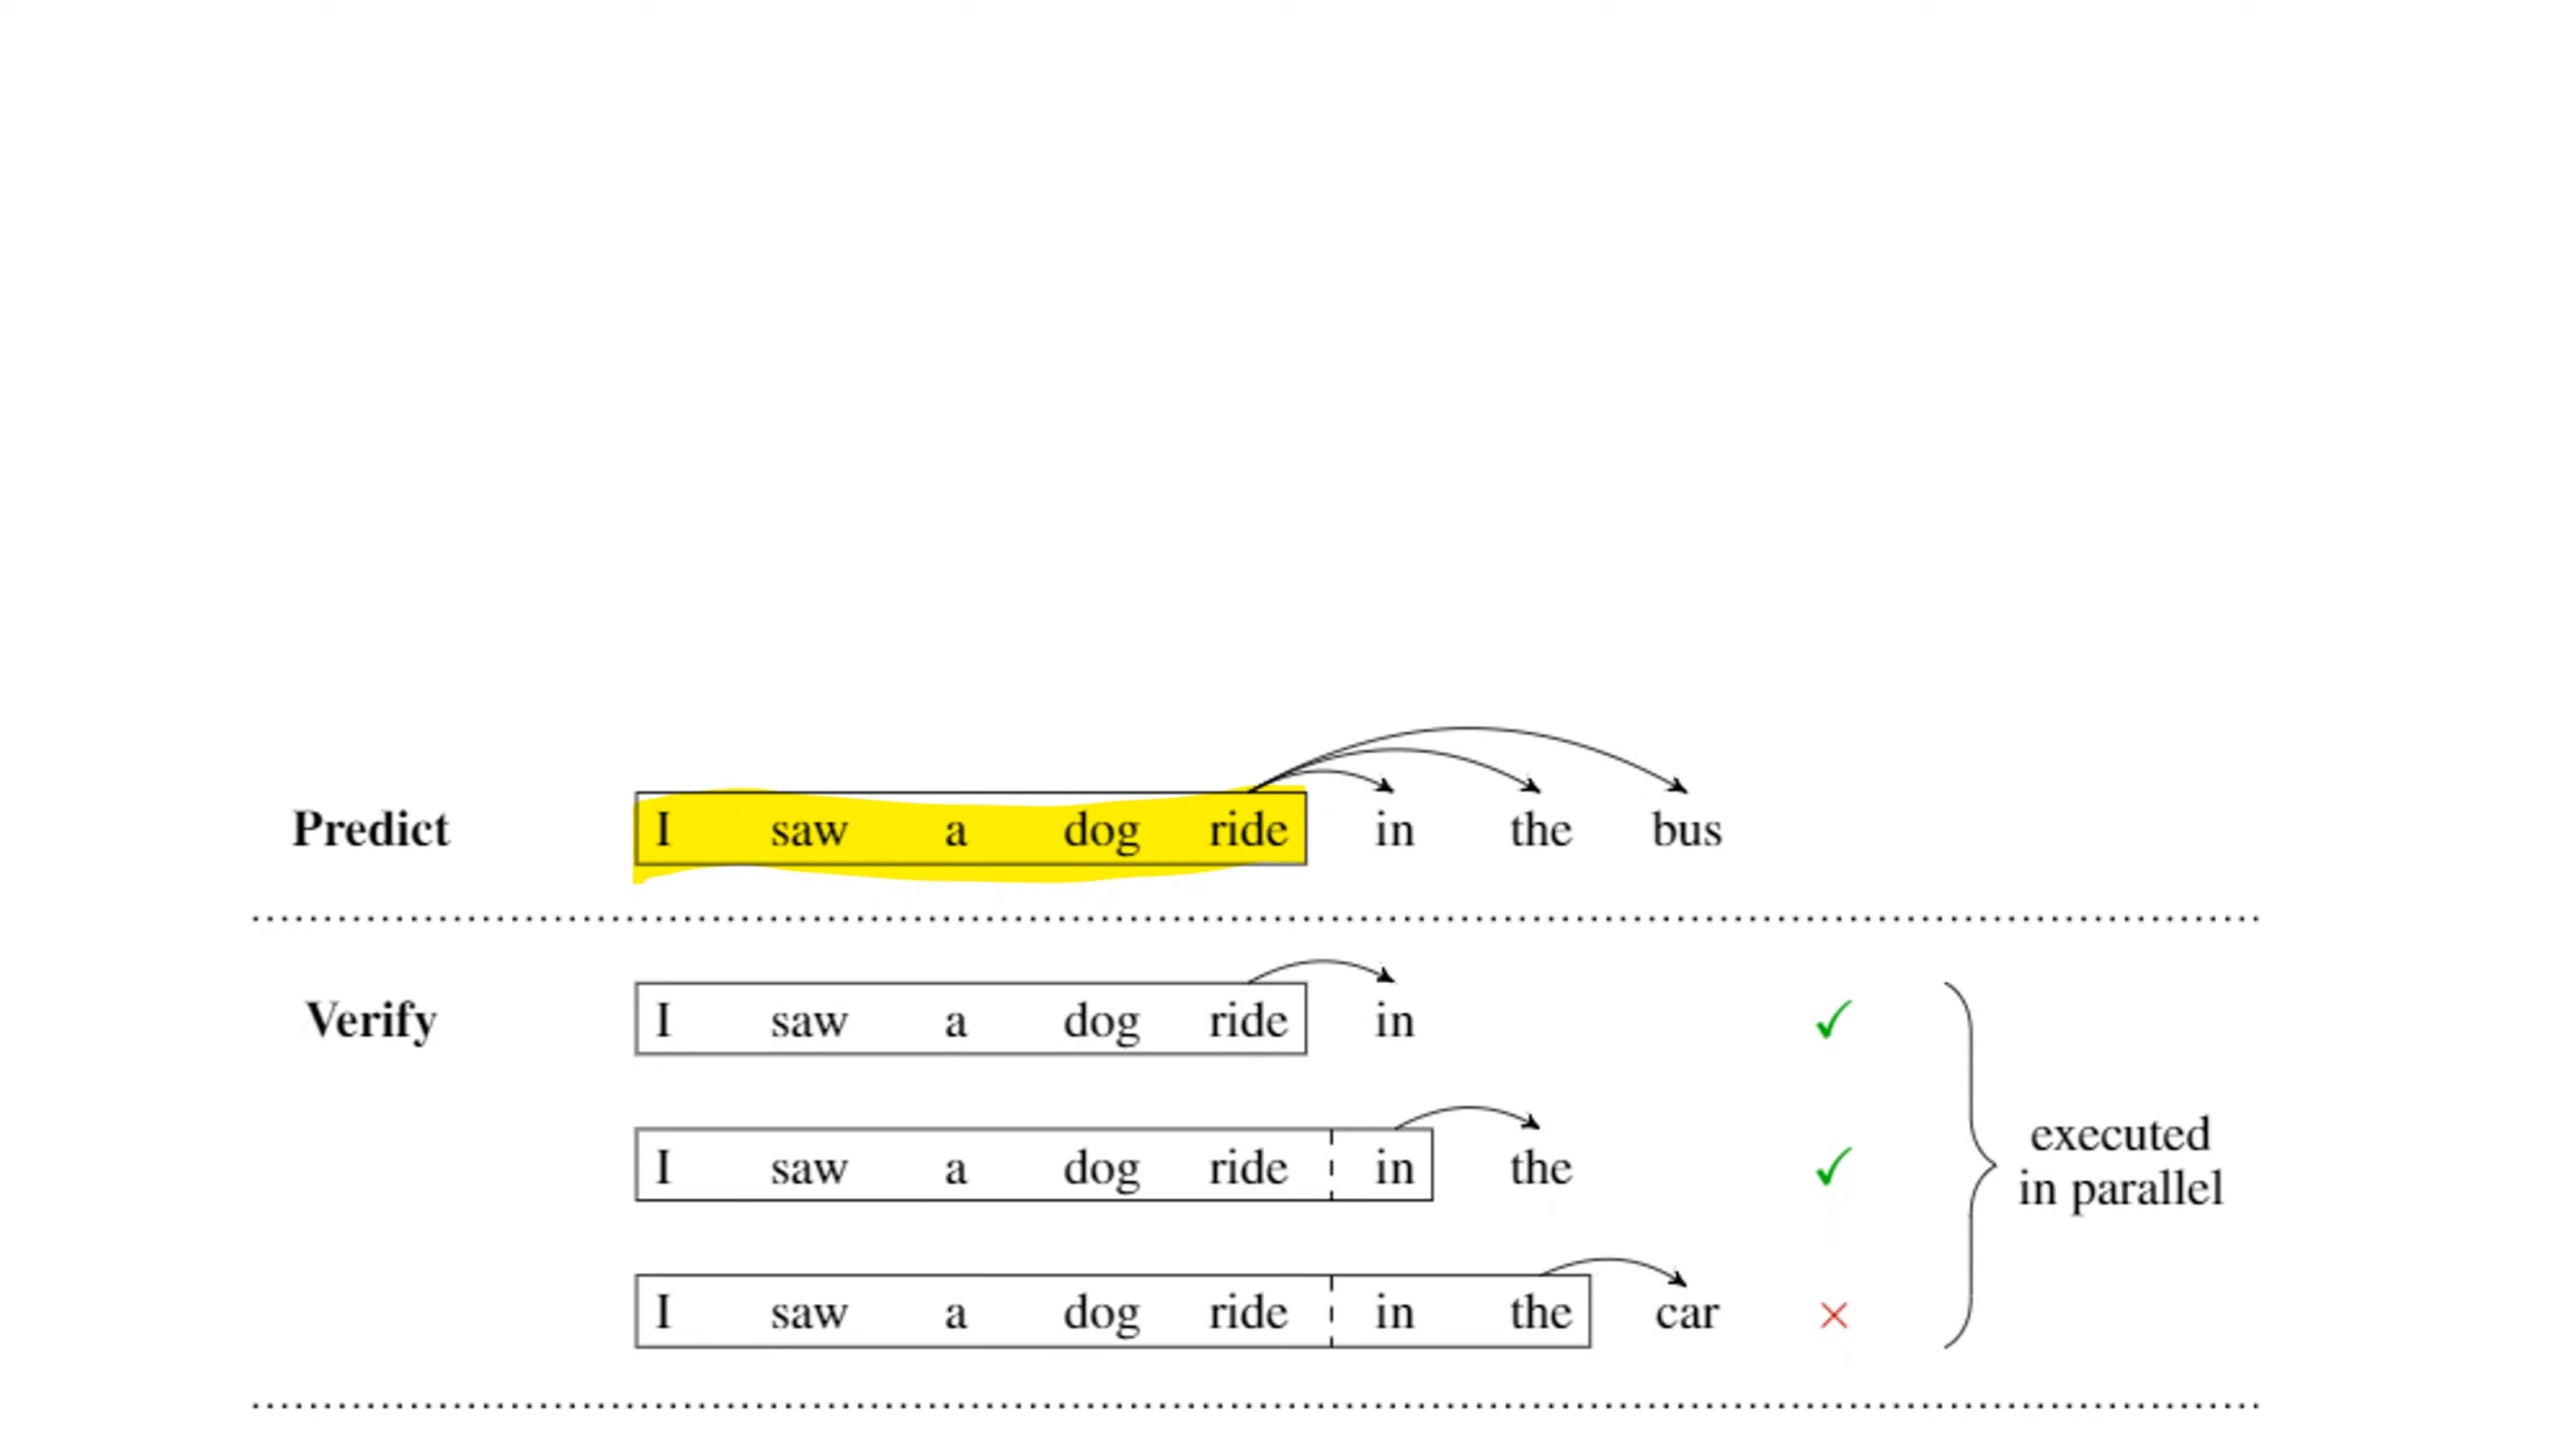 Predict I saw a dog ride in the bus
Verify I saw a dog ride in
I saw a dog ride in the
I saw a dog ride in the car
executed
in parallel